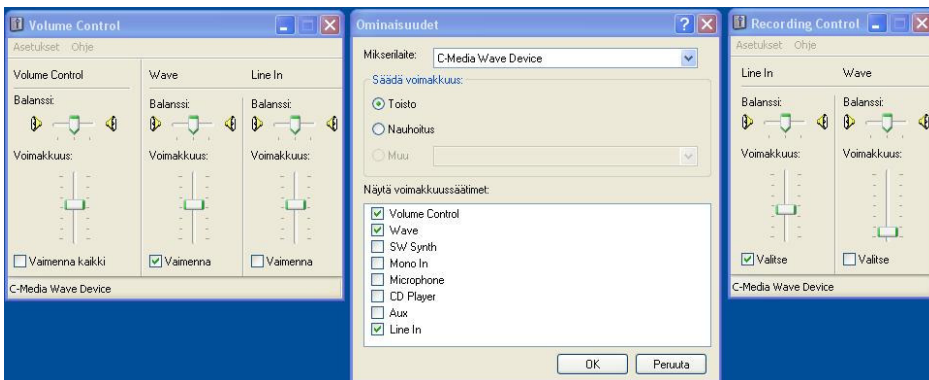 Volume Control
Asetukset Ohje
Volume Control Wave Line In
Balanssi: Balanssi: Balanssi:
Voimakkuus: Voimakkuus: Voimakkuus:
Vaimenna kaikki Vaimenna Vaimenna
C-Media Wave Device
Ominaisuudet
Mikserilaite: C-Media Wave Device
Säädä voimakkuus:
Toisto
Nauhoitus
Muu
Näytä voimakkuussäätimet:
Volume Control
Wave
SW Synth
Mono In
Microphone
CD Player
Aux
Line In
OK Peruuta
Recording Control
Asetukset Ohje
Line In Wave
Balanssi: Balanssi:
Voimakkuus: Voimakkuus:
Valitse Valitse
C-Media Wave Device